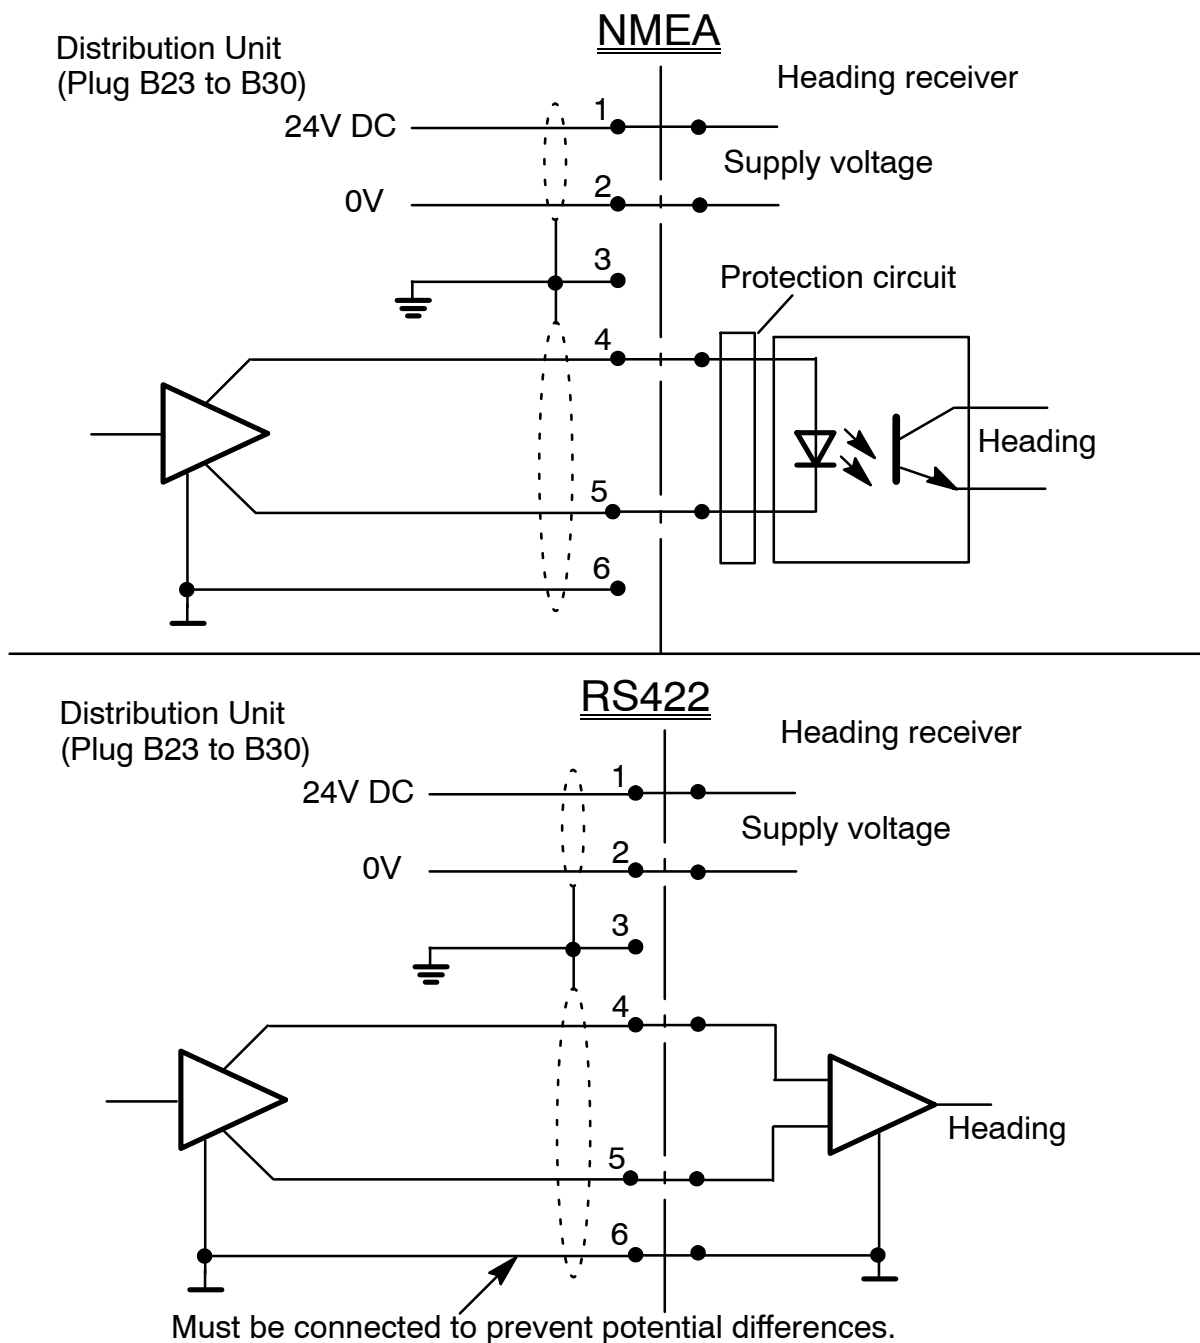 NMEA
Distribution Unit
(Plug B23 to B30)
Heading receiver
24V DC
1
Supply voltage
0V
2
3
Protection circuit
4
Heading
5
6
RS422
Distribution Unit
(Plug B23 to B30)
Heading receiver
24V DC
1
Supply voltage
0V
2
3
4
Heading
5
6
Must be connected to prevent potential differences.